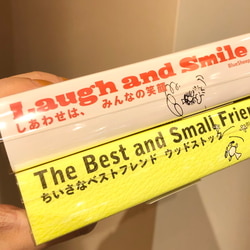 Laugh and Smile
しあわせは、 みんなの笑顔
BlueSheep
The Best and Small Frien
ちいさなベストフレンド ウッドストック